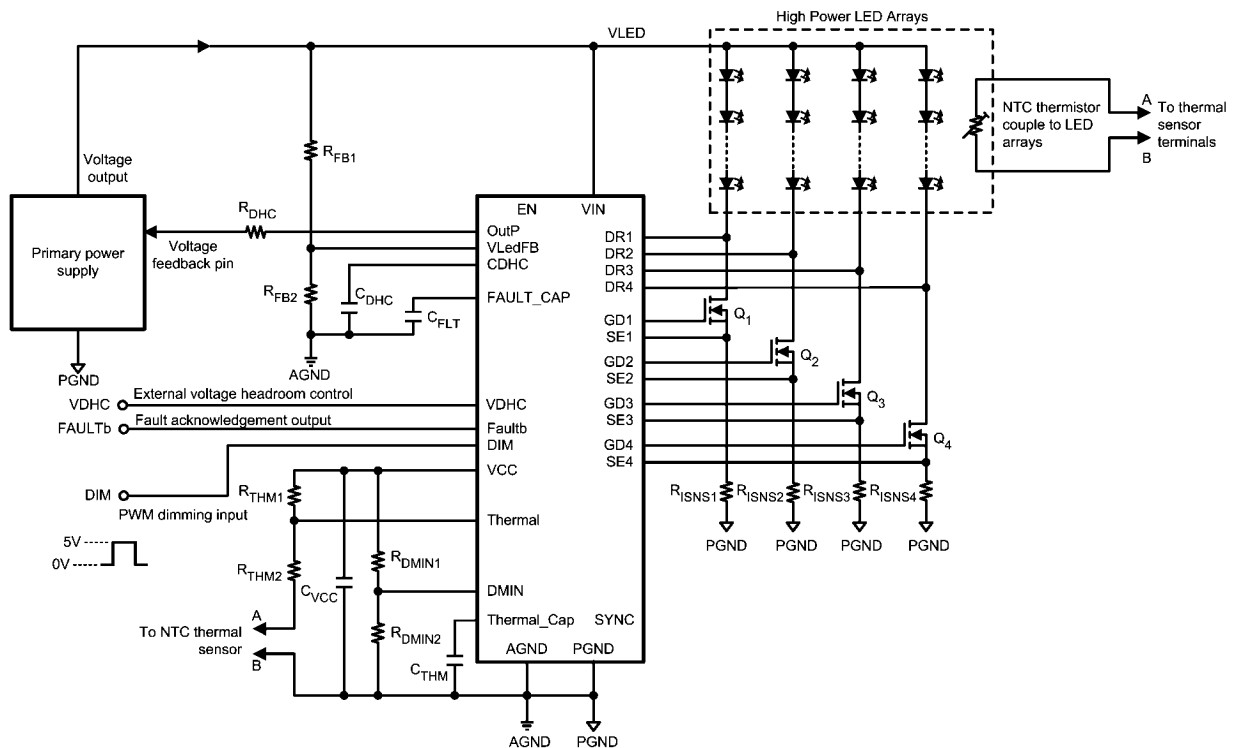 High Power LED Arrays
VLED
NTC thermistor
couple to LED
arrays
A
B
To thermal
sensor
terminals
Voltage
output
RFB1
Primary power
supply
RDHC
Voltage
feedback pin
RFB2
CDHC
CFLT
PGND
AGND
EN
VIN
OutP
VLedFB
CDHC
FAULT_CAP
DR1
DR2
DR3
DR4
GD1
SE1
GD2
SE2
GD3
SE3
GD4
SE4
Q1
Q2
Q3
Q4
VDHC
External voltage headroom control
VDHC
FAULTb
Fault acknowledgement output
Faultb
DIM
VCC
DIM
PWM dimming input
5V
0V
RTHM1
Thermal
RTHM2
CVCC
RDMIN1
DMIN
RDMIN2
Thermal_Cap
SYNC
CTHM
AGND
PGND
To NTC thermal
sensor
A
B
RISNS1
RISNS2
RISNS3
RISNS4
PGND
PGND
PGND
PGND
AGND
PGND